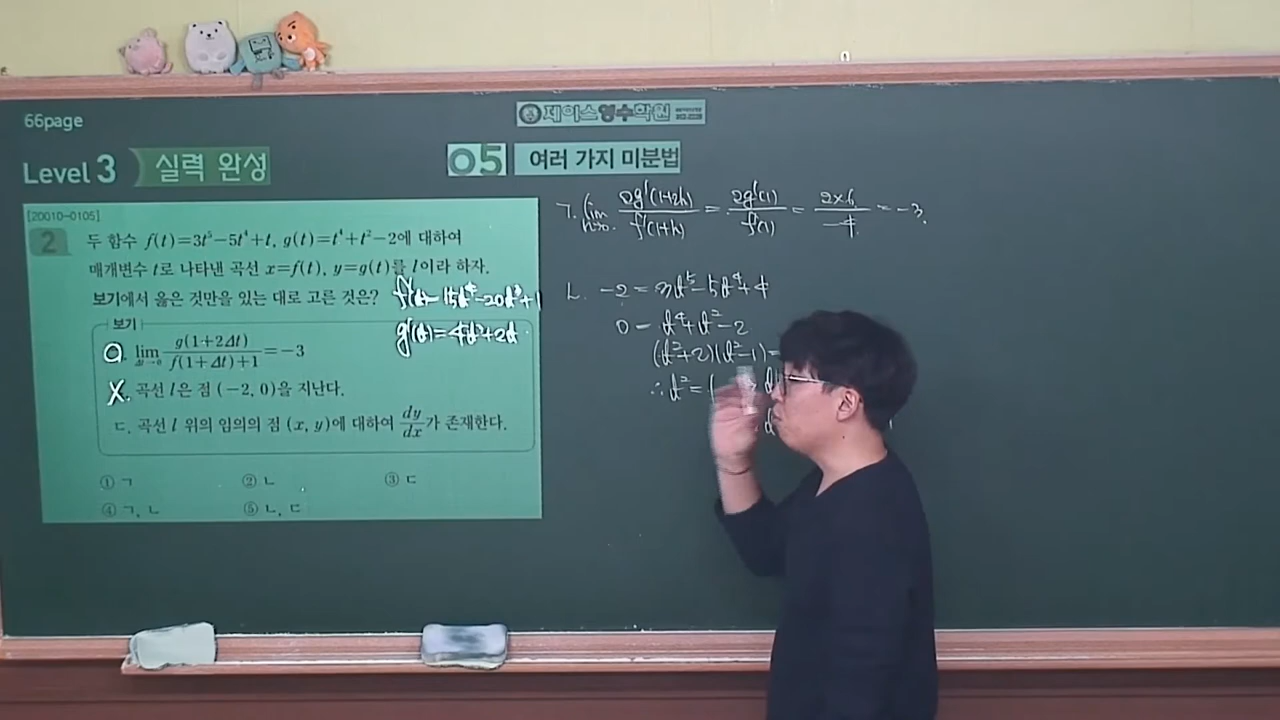 66page
제이스영수학원
Level 3 실력 완성
05 여러 가지 미분법
[20010-0105]
2 두 함수 f(t)=3t⁵-5t⁴+t, g(t)=t⁴+t²-2에 대하여
매개변수 t로 나타낸 곡선 x=f(t), y=g(t)를 l이라 하자.
보기에서 옳은 것만을 있는 대로 고른 것은?
f'(t)=15t⁴-20t³+1
g'(t)=4t³+2t
보기
O. lim Δt→0 g(1+2Δt)/f(1+Δt)+1=-3
X. 곡선 l은 점 (-2, 0)을 지난다.
ㄷ. 곡선 l 위의 임의의 점 (x, y)에 대하여 dy/dx가 존재한다.
① ㄱ ② ㄴ ③ ㄷ
④ ㄱ, ㄴ ⑤ ㄴ, ㄷ
ㄱ. lim h→0 2g'(1+2h)/f'(1+h) = 2g'(1)/f'(1) = 2×6/-4 = -3.
ㄴ. -2 = 3t⁵-5t⁴+t
0 = t⁴+t²-2
(t²+2)(t²-1)=
∴ t²=1